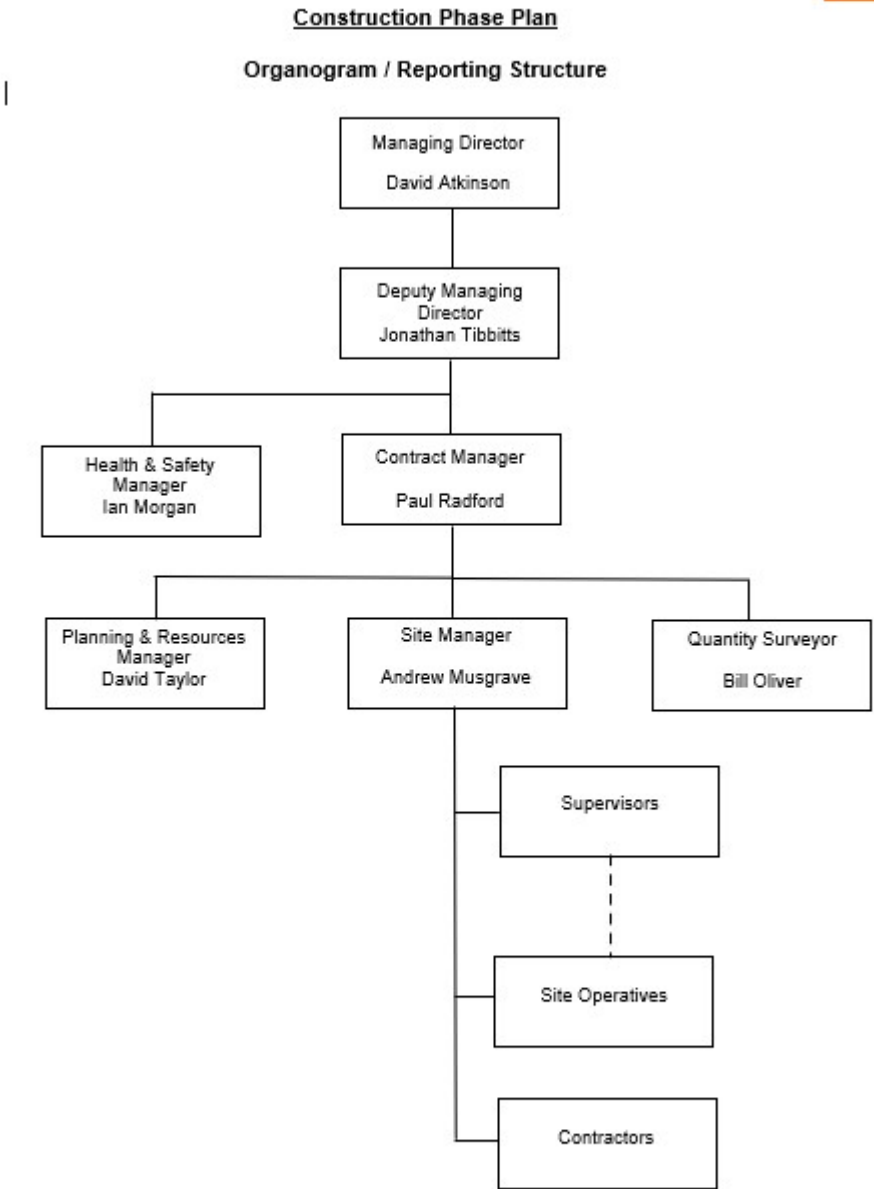 Construction Phase Plan
Organogram / Reporting Structure
Managing Director
David Atkinson
Deputy Managing
Director
Jonathan Tibbitts
Health & Safety
Manager
Ian Morgan
Contract Manager
Paul Radford
Planning & Resources
Manager
David Taylor
Site Manager
Andrew Musgrave
Quantity Surveyor
Bill Oliver
Supervisors
Site Operatives
Contractors